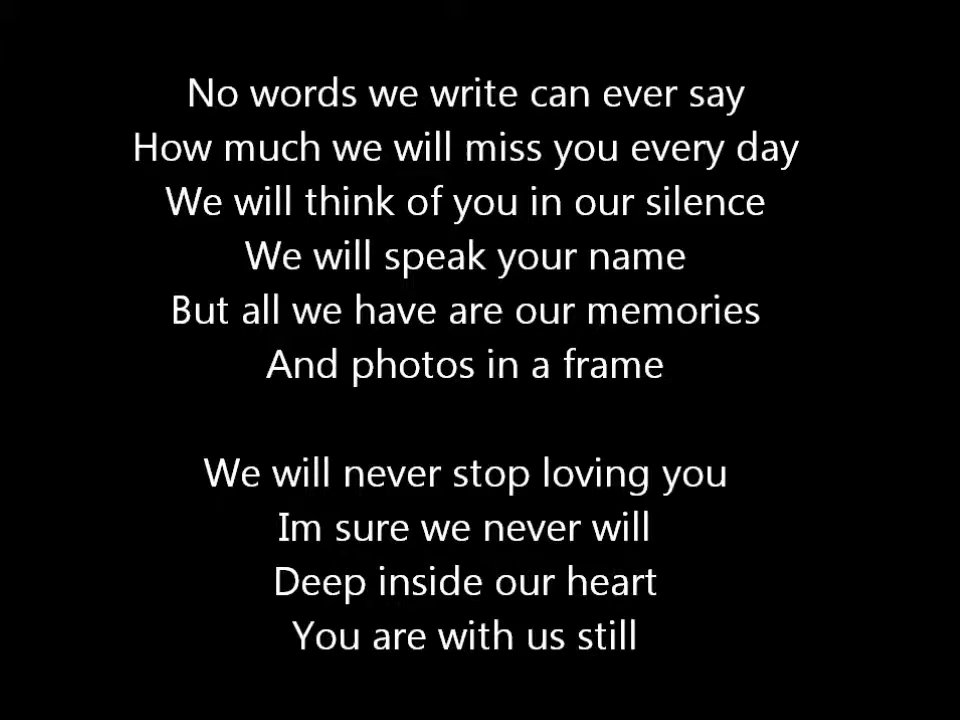 No words we write can ever say
How much we will miss you every day
We will think of you in our silence
We will speak your name
But all we have are our memories
And photos in a frame
We will never stop loving you
Im sure we never will
Deep inside our heart
You are with us still